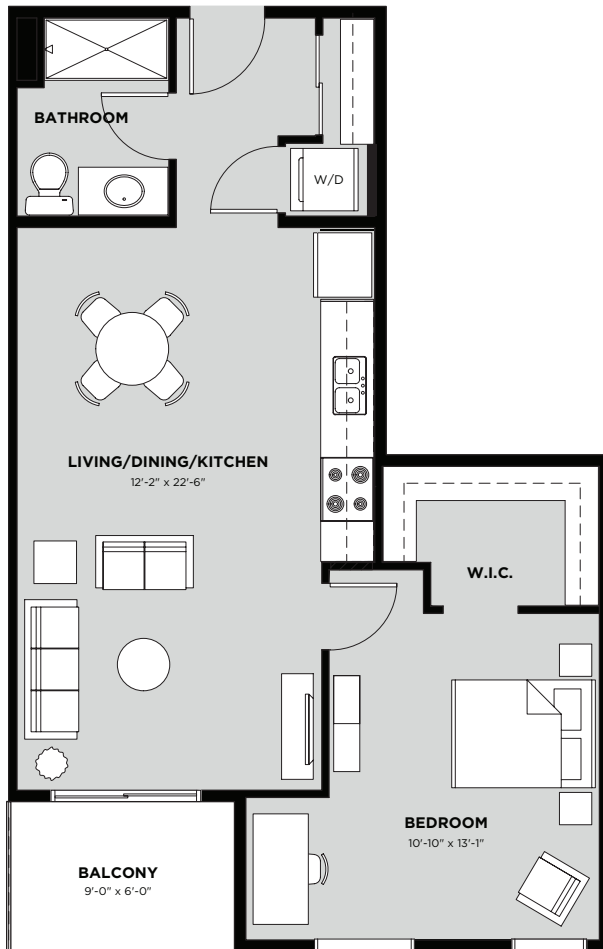 BATHROOM
W/D
LIVING/DINING/KITCHEN
12'-2" x 22'-6"
W.I.C.
BEDROOM
10'-10" x 13'-1"
BALCONY
9'-0" x 6'-0"